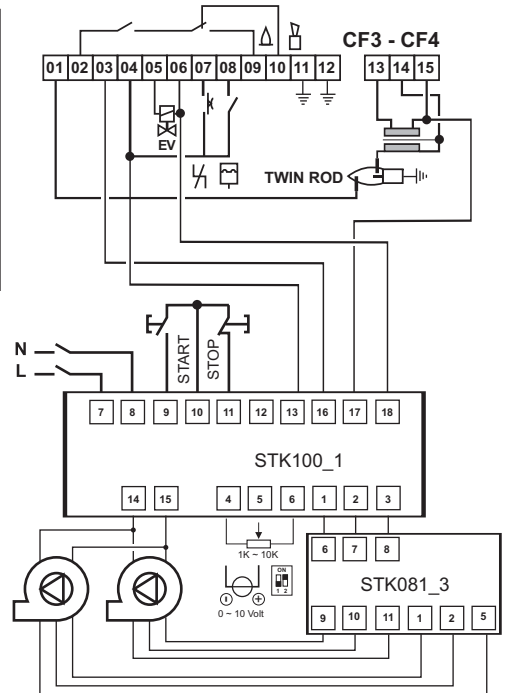 CF3 - CF4
01 02 03 04 05 06 07 08 09 10 11 12 13 14 15
EV
TWIN ROD
START
STOP
N
L
7 8 9 10 11 12 13 16 17 18
STK100_1
14 15 4 5 6 1 2 3
1K ~ 10K
ON
1 2
0 ~ 10 Volt
6 7 8
STK081_3
9 10 11 1 2 5